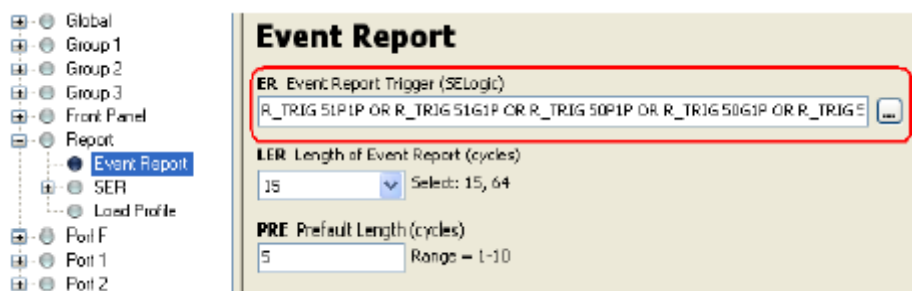 Global
Group 1
Group 2
Group 3
Front Panel
Report
Event Report
SER
Load Profile
Port F
Port 1
Port 2
Event Report
ER Event Report Trigger (SELogic)
R_TRIG 51P1P OR R_TRIG 51G1P OR R_TRIG 50P1P OR R_TRIG 50G1P OR R_TRIG 5
...
LER Length of Event Report (cycles)
15
Select: 15, 64
PRE Prefault Length (cycles)
5
Range = 1-10